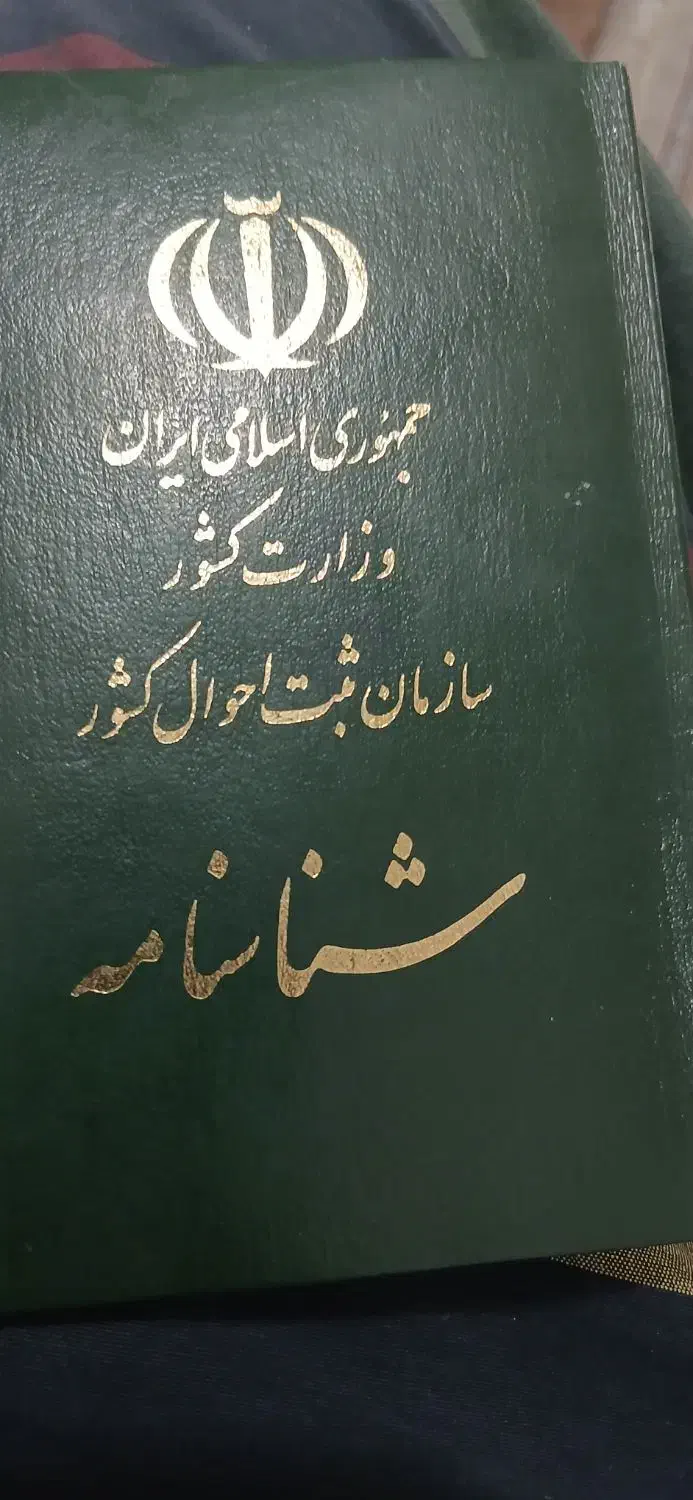 جمهوری اسلامی ایران
وزارت کشور
سازمان ثبت احوال کشور
شناسنامه